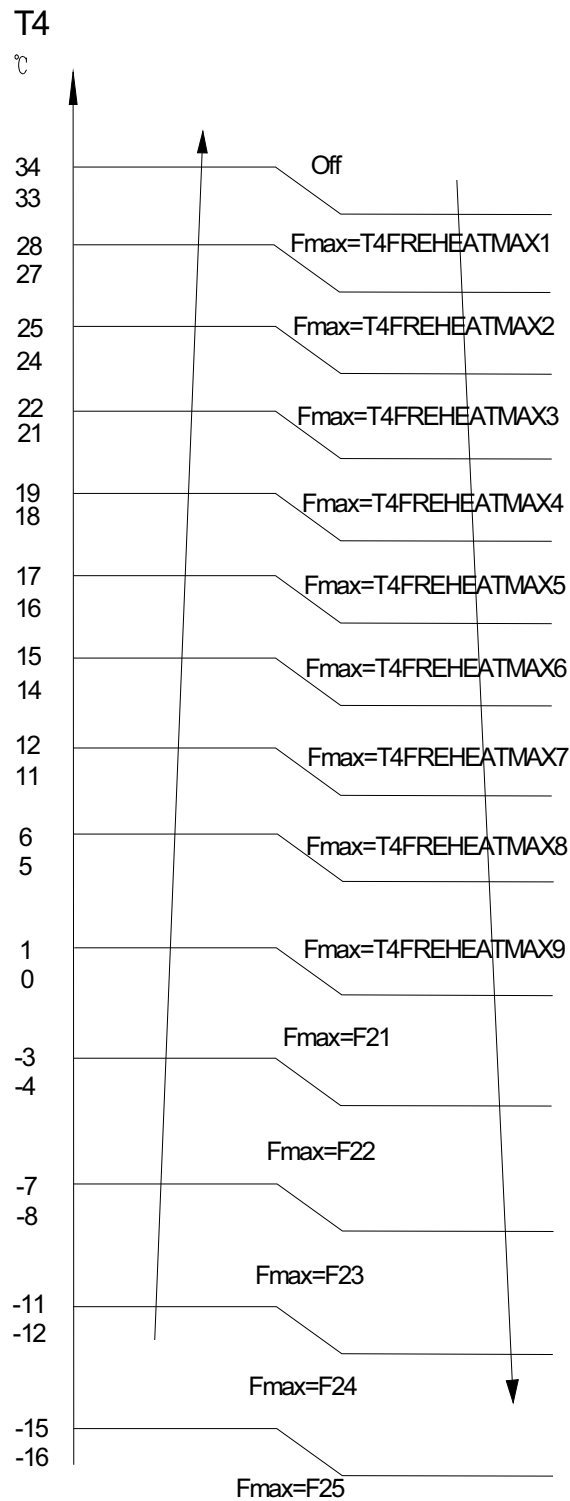 T4
℃
34
Off
33
Fmax=T4FREHEATMAX1
28
27
Fmax=T4FREHEATMAX2
25
24
22
Fmax=T4FREHEATMAX3
21
19
Fmax=T4FREHEATMAX4
18
17
Fmax=T4FREHEATMAX5
16
15
Fmax=T4FREHEATMAX6
14
12
Fmax=T4FREHEATMAX7
11
6
Fmax=T4FREHEATMAX8
5
1
Fmax=T4FREHEATMAX9
0
Fmax=F21
-3
-4
Fmax=F22
-7
-8
Fmax=F23
-11
-12
Fmax=F24
-15
-16
Fmax=F25